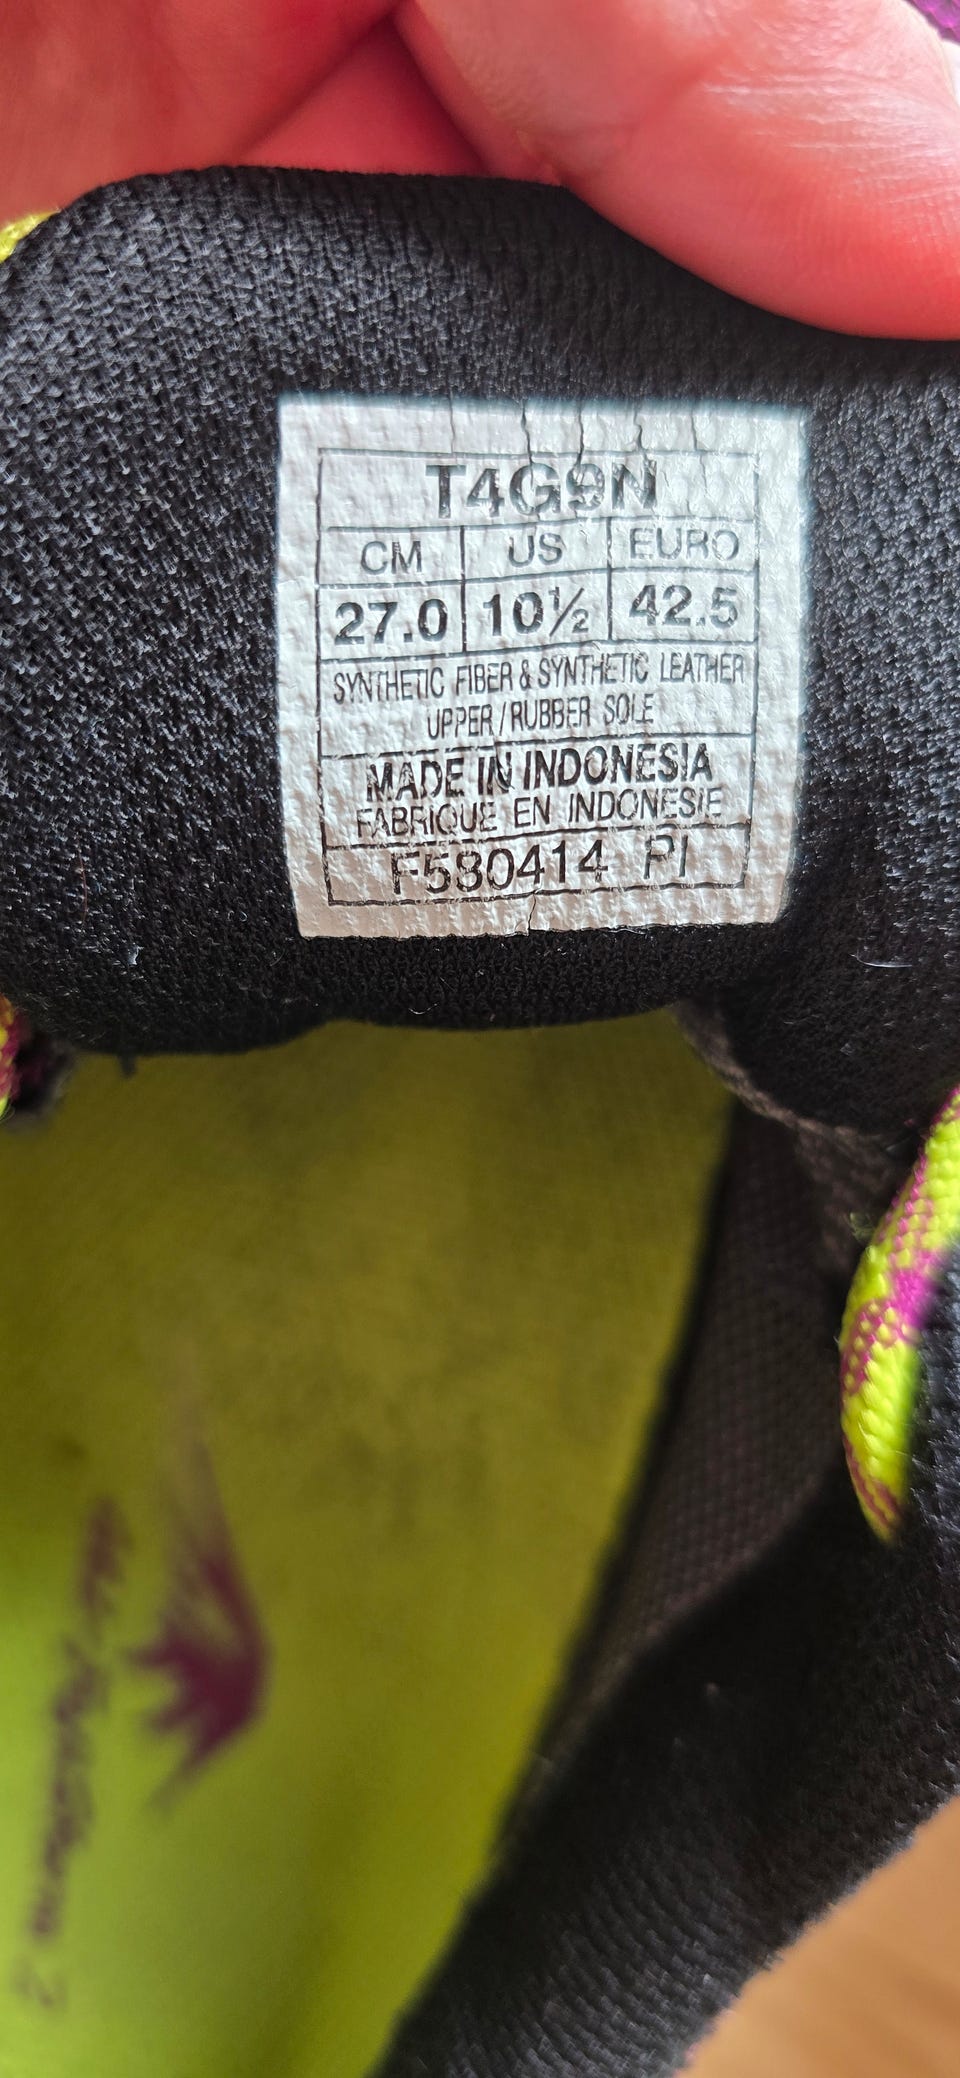 T4G9N
CM US EURO
27.0 10½ 42.5
SYNTHETIC FIBER & SYNTHETIC LEATHER
UPPER / RUBBER SOLE
MADE IN INDONESIA
FABRIQUE EN INDONESIE
F580414 PI